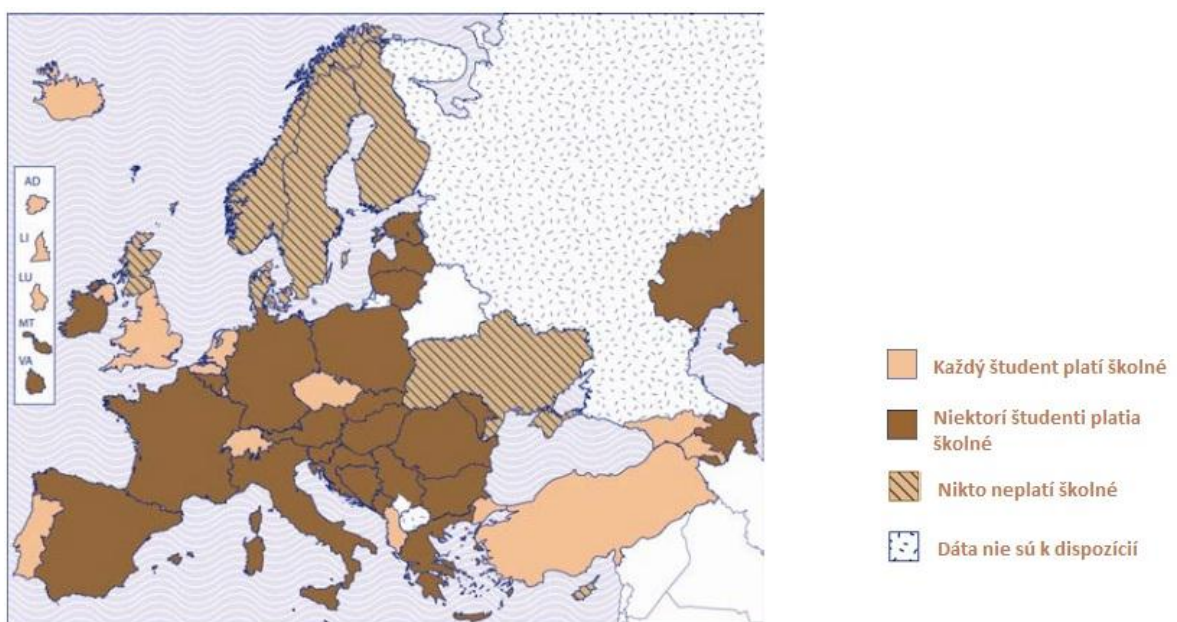 AD
LI
LU
MT
VA
Každý študent platí školné
Niektorí študenti platia
školné
Nikto neplatí školné
Dáta nie sú k dispozícií